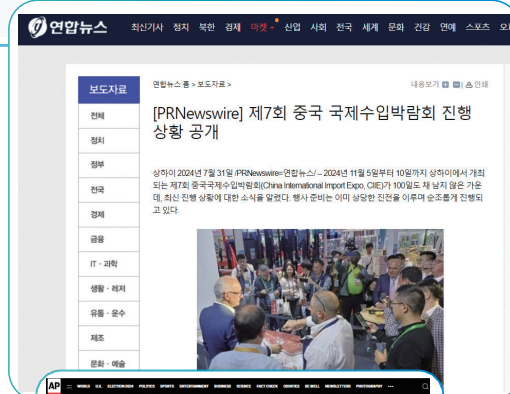 연합뉴스 최신기사 정치 북한 경제 마켓+ 산업 사회 전국 세계 문화 건강 연예 스포츠
보도자료
전체
정치
정부
전국
경제
금융
IT · 과학
생활 · 레저
유통 · 운수
제조
문화 · 예술
연합뉴스 홈 > 보도자료 >
내용보기 인쇄
[PRNewswire] 제7회 중국 국제수입박람회 진행
상황 공개
상하이 2024년 7월 31일 /PRNewswire=연합뉴스/ -- 2024년 11월 5일부터 10일까지 상하이에서 개최
되는 제7회 중국국제수입박람회(China International Import Expo, CIIE)가 100일도 채 남지 않은 가운
데, 최신 진행 상황에 대한 소식을 알렸다. 행사 준비는 이미 상당한 진전을 이루며 순조롭게 진행되
고 있다.
AP WORLD U.S. ELECTION 2024 POLITICS SPORTS ENTERTAINMENT BUSINESS SCIENCE FACT CHECK ODDITIES BE WELL NEWSLETTERS PHOTOGRAPHY